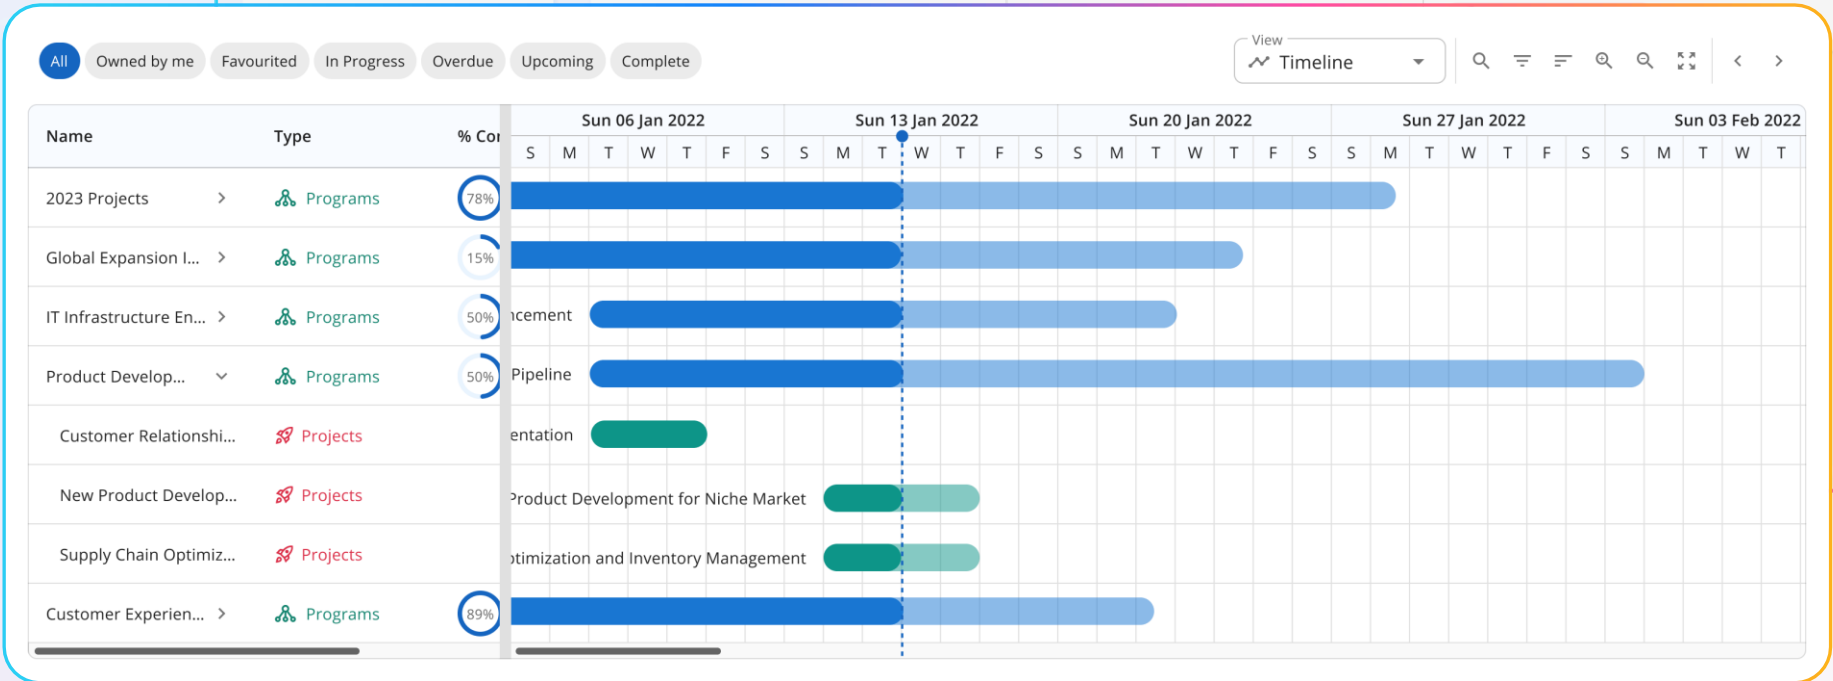 All Owned by me Favourited In Progress Overdue Upcoming Complete
View
Timeline
Name Type % Con
Sun 06 Jan 2022 Sun 13 Jan 2022 Sun 20 Jan 2022 Sun 27 Jan 2022 Sun 03 Feb 2022
S M T W T F S S M T W T F S S M T W T F S S M T W T F S S M T W T
2023 Projects Programs 78%
Global Expansion I... Programs 15%
IT Infrastructure En... Programs 50% ncement
Product Develop... Programs 50% Pipeline
Customer Relationshi... Projects entation
New Product Develop... Projects Product Development for Niche Market
Supply Chain Optimiz... Projects ptimization and Inventory Management
Customer Experien... Programs 89%